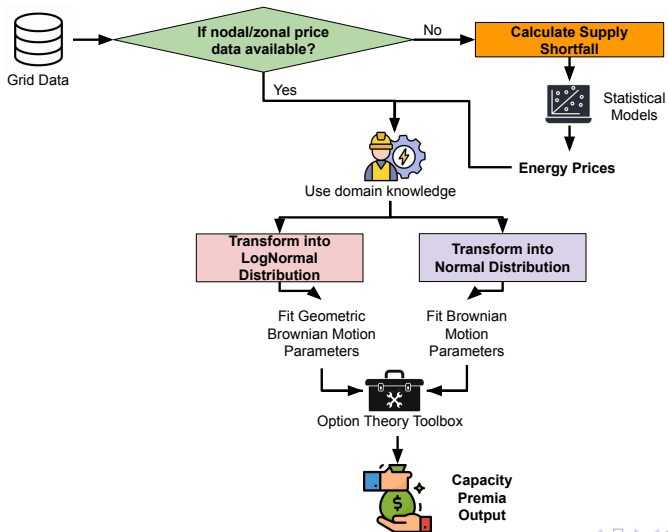 If nodal/zonal price
data available?
No
Calculate Supply
Shortfall
Grid Data
Yes
Statistical
Models
Energy Prices
Use domain knowledge
Transform into
LogNormal
Distribution
Transform into
Normal Distribution
Fit Geometric
Brownian Motion
Parameters
Fit Brownian
Motion
Parameters
Option Theory Toolbox
$
Capacity
Premia
Output